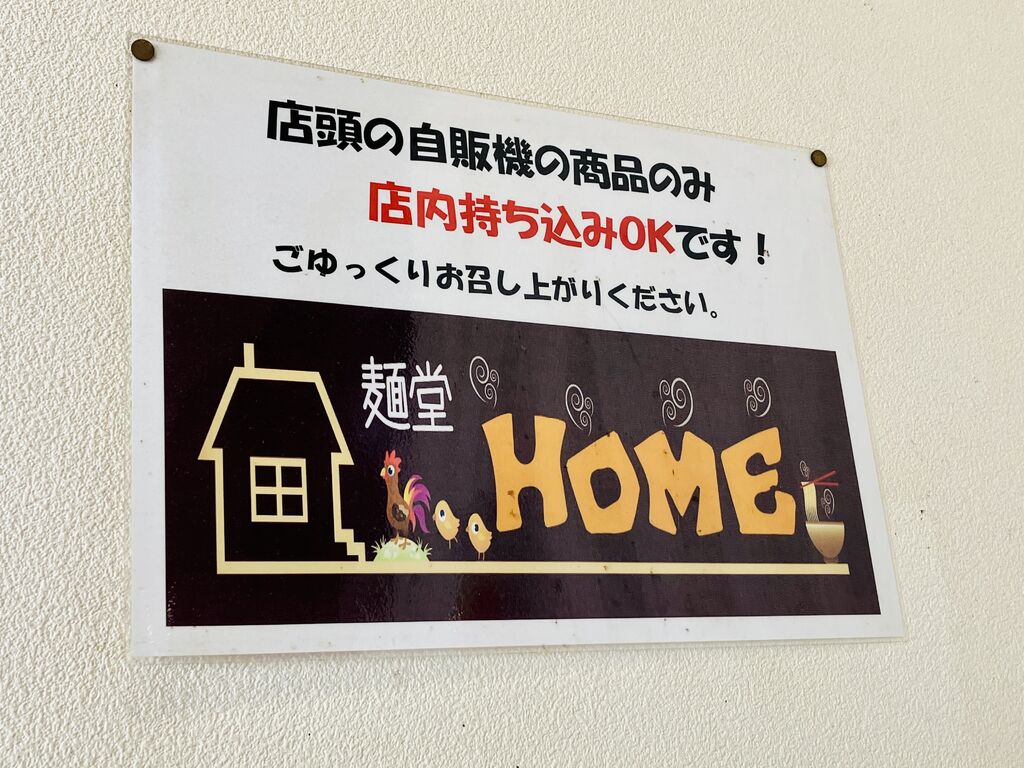 店頭の自販機の商品のみ
店内持ち込みOKです！
ごゆっくりお召し上がりください。
麺堂
HOME